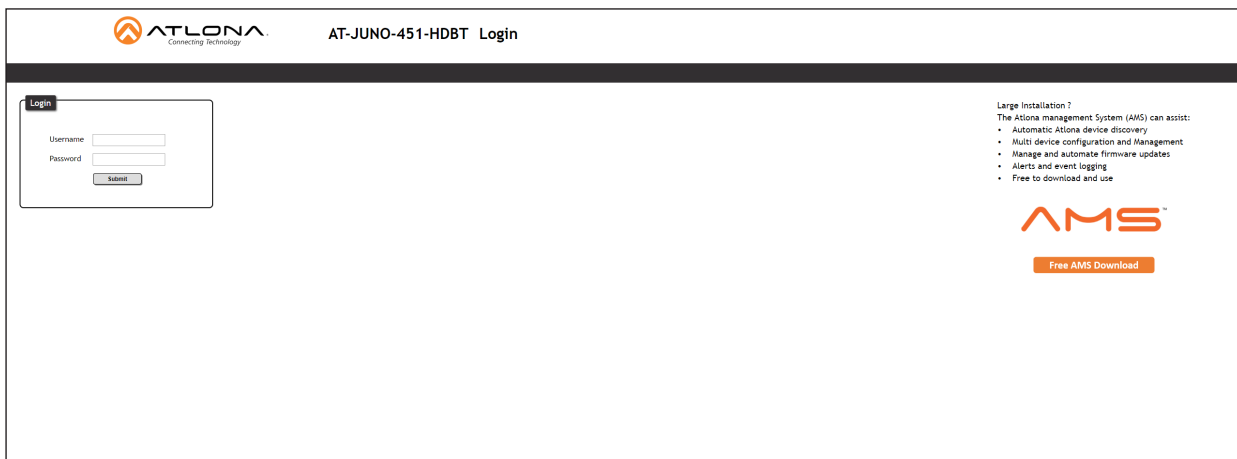 ATLONA.
Connecting Technology
AT-JUNO-451-HDBT Login
Login
Username
Password
Submit
Large Installation ?
The Atlona management System (AMS) can assist:
• Automatic Atlona device discovery
• Multi device configuration and Management
• Manage and automate firmware updates
• Alerts and event logging
• Free to download and use
AMS™
Free AMS Download